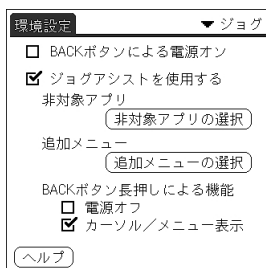 環境設定 ▼ ジョグ
BACKボタンによる電源オン
ジョグアシストを使用する
非対象アプリ
非対象アプリの選択
追加メニュー
追加メニューの選択
BACKボタン長押しによる機能
電源オフ
カーソル／メニュー表示
ヘルプ